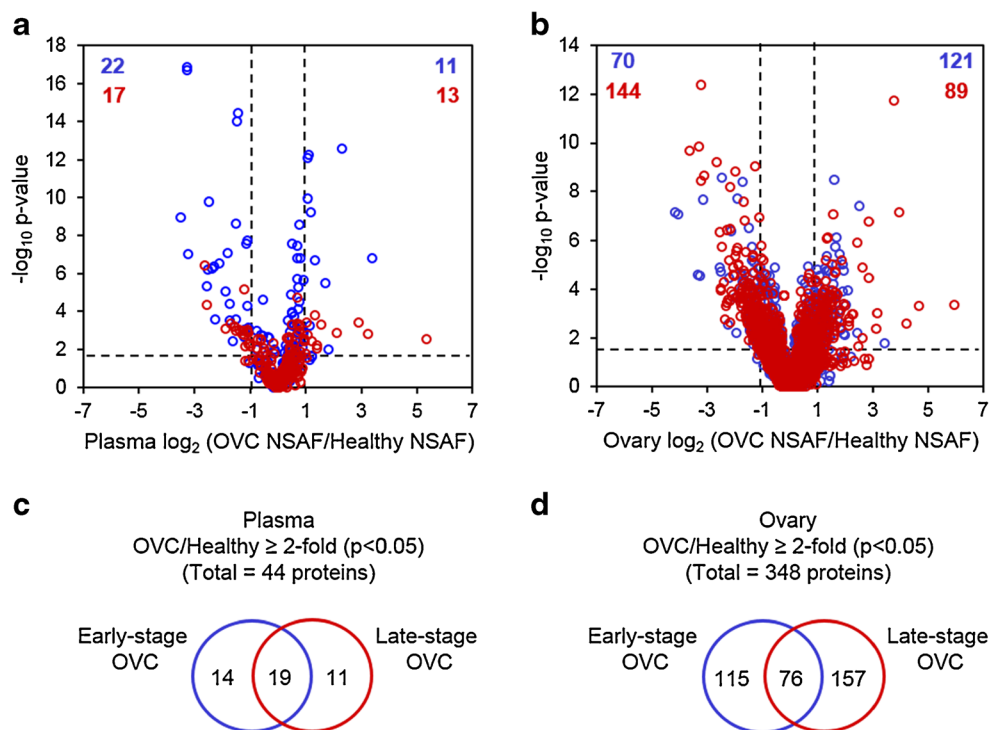 a
18
16
14
12
10
8
6
4
2
0
-log10 p-value
22
17
11
13
-7
-5
-3
-1
1
3
5
7
Plasma log2 (OVC NSAF/Healthy NSAF)
b
14
12
10
8
6
4
2
0
-log10 p-value
70
144
121
89
-7
-5
-3
-1
1
3
5
7
Ovary log2 (OVC NSAF/Healthy NSAF)
c
Plasma
OVC/Healthy ≥ 2-fold (p<0.05)
(Total = 44 proteins)
Early-stage
OVC
Late-stage
OVC
14
19
11
d
Ovary
OVC/Healthy ≥ 2-fold (p<0.05)
(Total = 348 proteins)
Early-stage
OVC
Late-stage
OVC
115
76
157